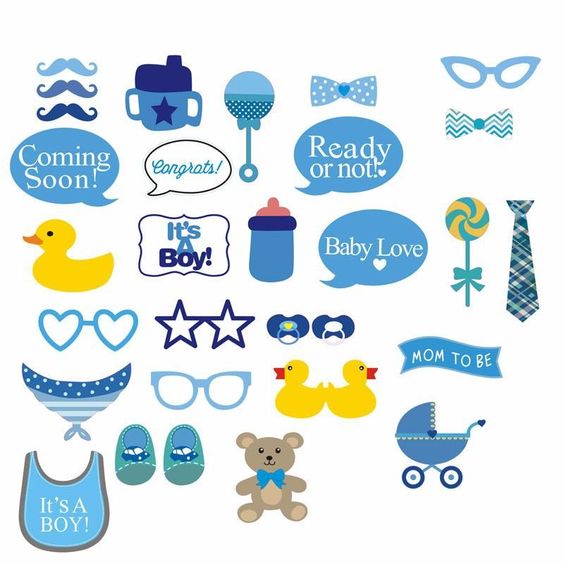 Coming
Soon!
Congrats!
Ready
or not!
It's
A
Boy!
Baby Love
MOM TO BE
It's A
BOY!